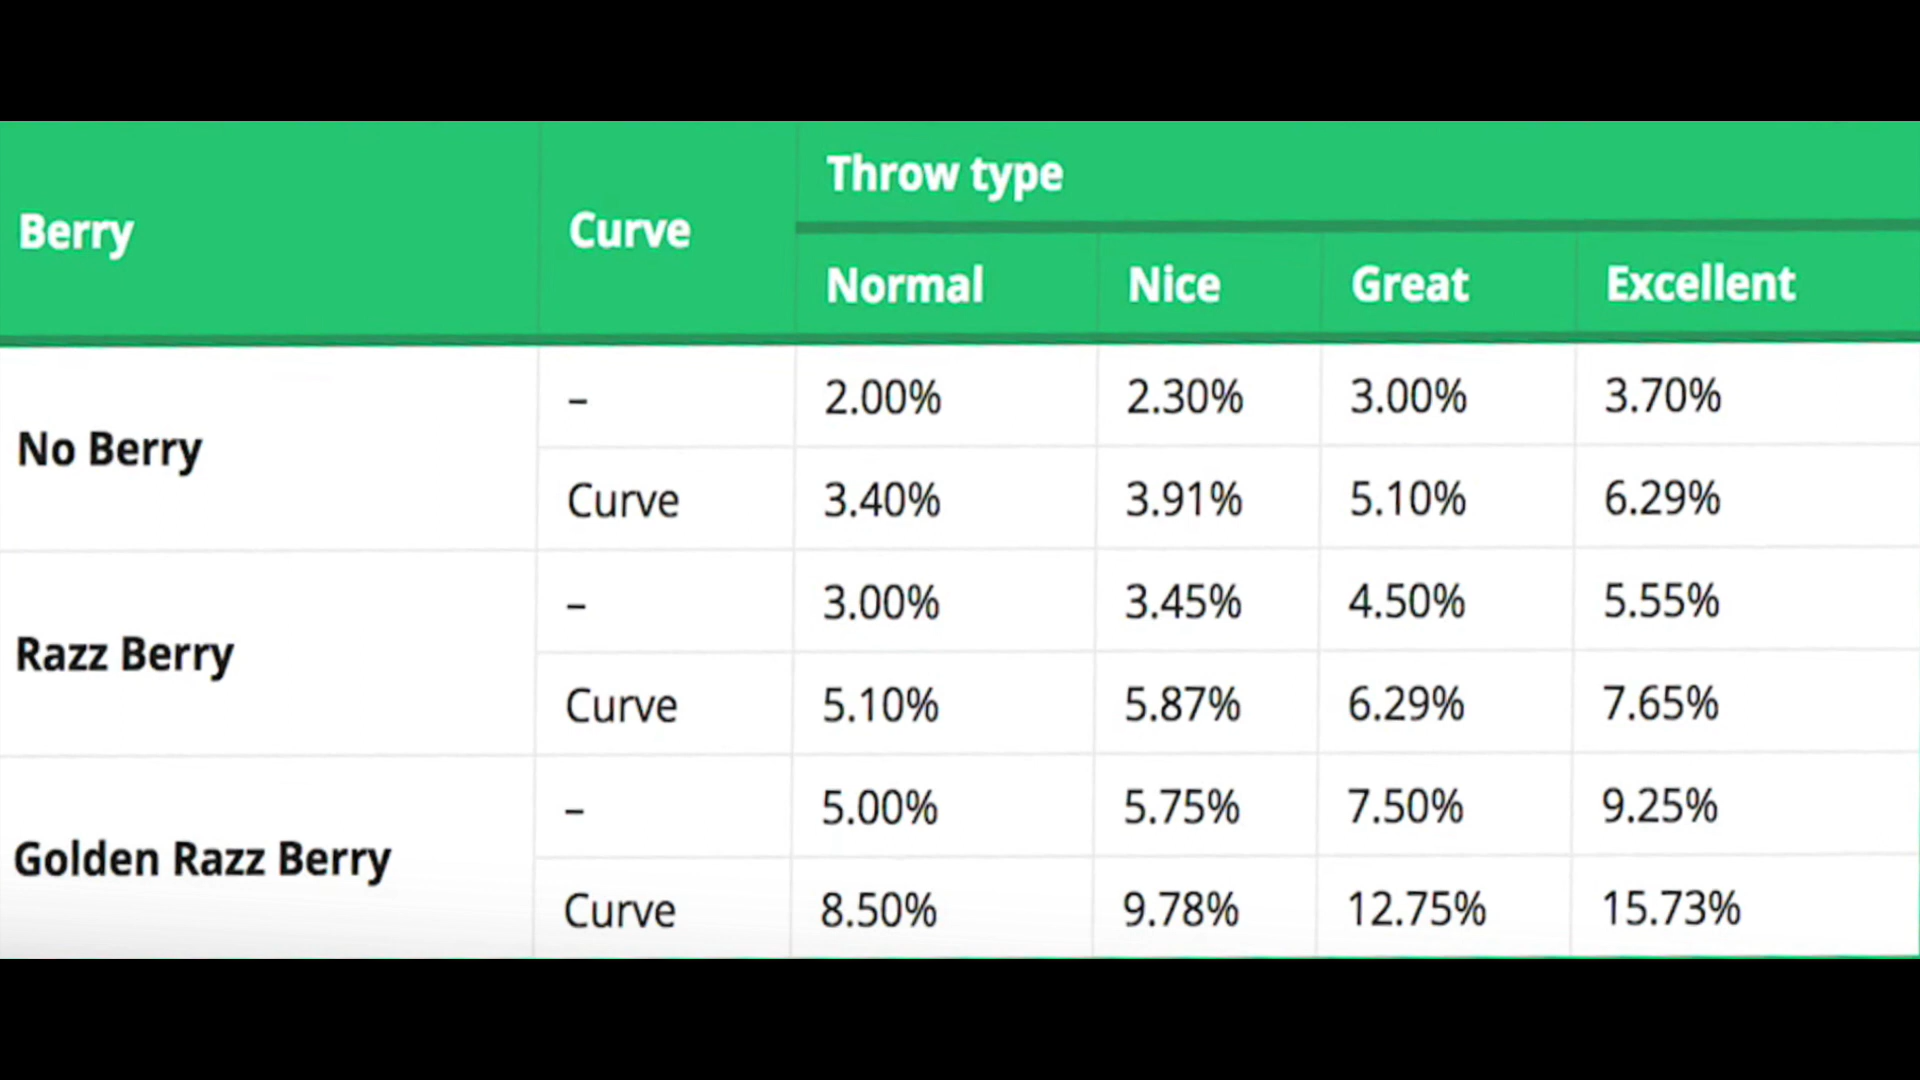 Berry Curve Throw type
Normal Nice Great Excellent
No Berry – 2.00% 2.30% 3.00% 3.70%
Curve 3.40% 3.91% 5.10% 6.29%
Razz Berry – 3.00% 3.45% 4.50% 5.55%
Curve 5.10% 5.87% 6.29% 7.65%
Golden Razz Berry – 5.00% 5.75% 7.50% 9.25%
Curve 8.50% 9.78% 12.75% 15.73%